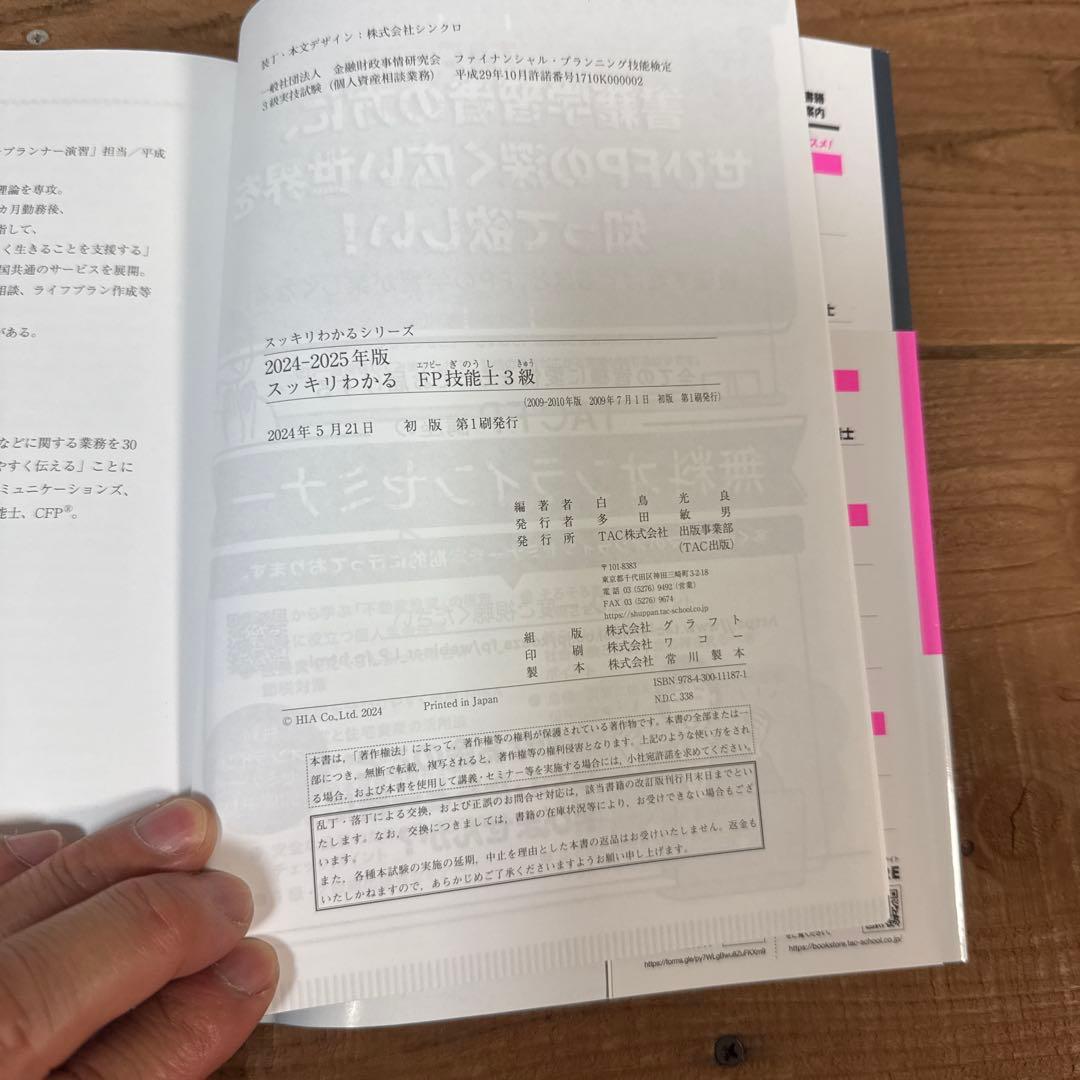 ープランナー演習」担当／平成
理論を専攻。
カ月勤務後、
指して、
く生きることを支援する」
国共通のサービスを展開。
相談、ライフプラン作成等
がある。
などに関する業務を30
やすく伝える」ことに
ミュニケーションズ、
能士、CFP®。
装丁、本文デザイン：株式会社シンクロ
一般社団法人　金融財政事情研究会　ファイナンシャル・プランニング技能検定
3級実技試験（個人資産相談業務）　平成29年10月許諾番号1710K000002
スッキリわかるシリーズ
2024-2025年版
エフピー ぎのうし きゅう
スッキリわかる　FP技能士3級
（2009-2010年版　2009年7月1日　初版　第1刷発行）
2024年5月21日　初　版　第1刷発行
編著者　白鳥光良
発行者　多田敏男
発行所　TAC株式会社　出版事業部
（TAC出版）
〒101-8383
東京都千代田区神田三崎町3-2-18
電話 03（5276）9492（営業）
FAX 03（5276）9674
https://shuppan.tac-school.co.jp
組版　株式会社グラフト
印刷　株式会社ワコー
製本　株式会社常川製本
© HIA Co.,Ltd. 2024　Printed in Japan　ISBN 978-4-300-11187-1
N.D.C. 338
本書は，「著作権法」によって，著作権等の権利が保護されている著作物です。本書の全部または一
部につき，無断で転載，複写されると，著作権等の権利侵害となります。上記のような使い方をされ
る場合，および本書を使用して講義・セミナー等を実施する場合には，小社宛許諾を求めてください。
乱丁・落丁による交換，および正誤のお問合せ対応は，該当書籍の改訂版刊行月末日までとい
たします。なお，交換につきましては，書籍の在庫状況等により，お受けできない場合もござ
います。
また，各種本試験の実施の延期，中止を理由とした本書の返品はお受けいたしません。返金も
いたしかねますので，あらかじめご了承くださいますようお願い申し上げます。
書籍
案内
スメ！
士
https://bookstore.tac-school.co.jp/